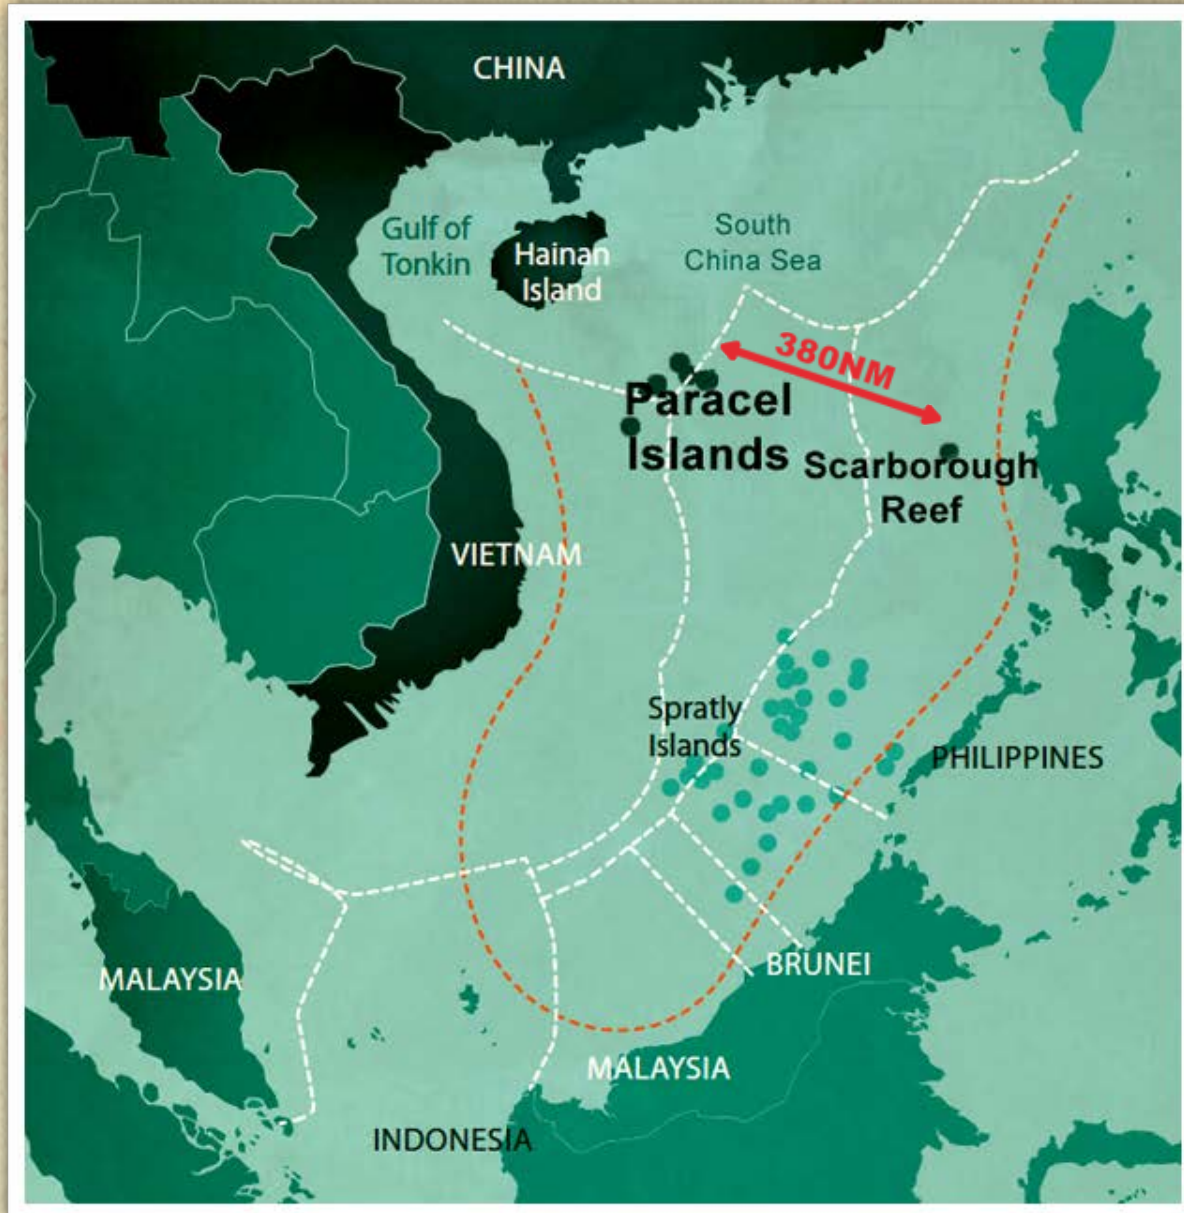 CHINA
Gulf of
Tonkin
Hainan
Island
South
China Sea
380NM
Paracel
Islands
Scarborough
Reef
VIETNAM
Spratly
Islands
PHILIPPINES
MALAYSIA
BRUNEI
MALAYSIA
INDONESIA